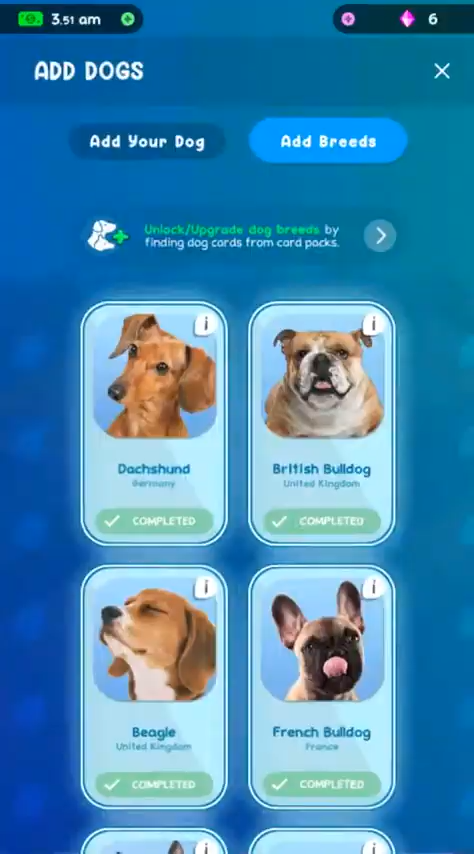 3.51 am
6
ADD DOGS
Add Your Dog
Add Breeds
Unlock/Upgrade dog breeds by
finding dog cards from card packs.
i
i
Dachshund
Germany
COMPLETED
British Bulldog
United Kingdom
COMPLETED
i
i
Beagle
United Kingdom
COMPLETED
French Bulldog
France
COMPLETED
i
i